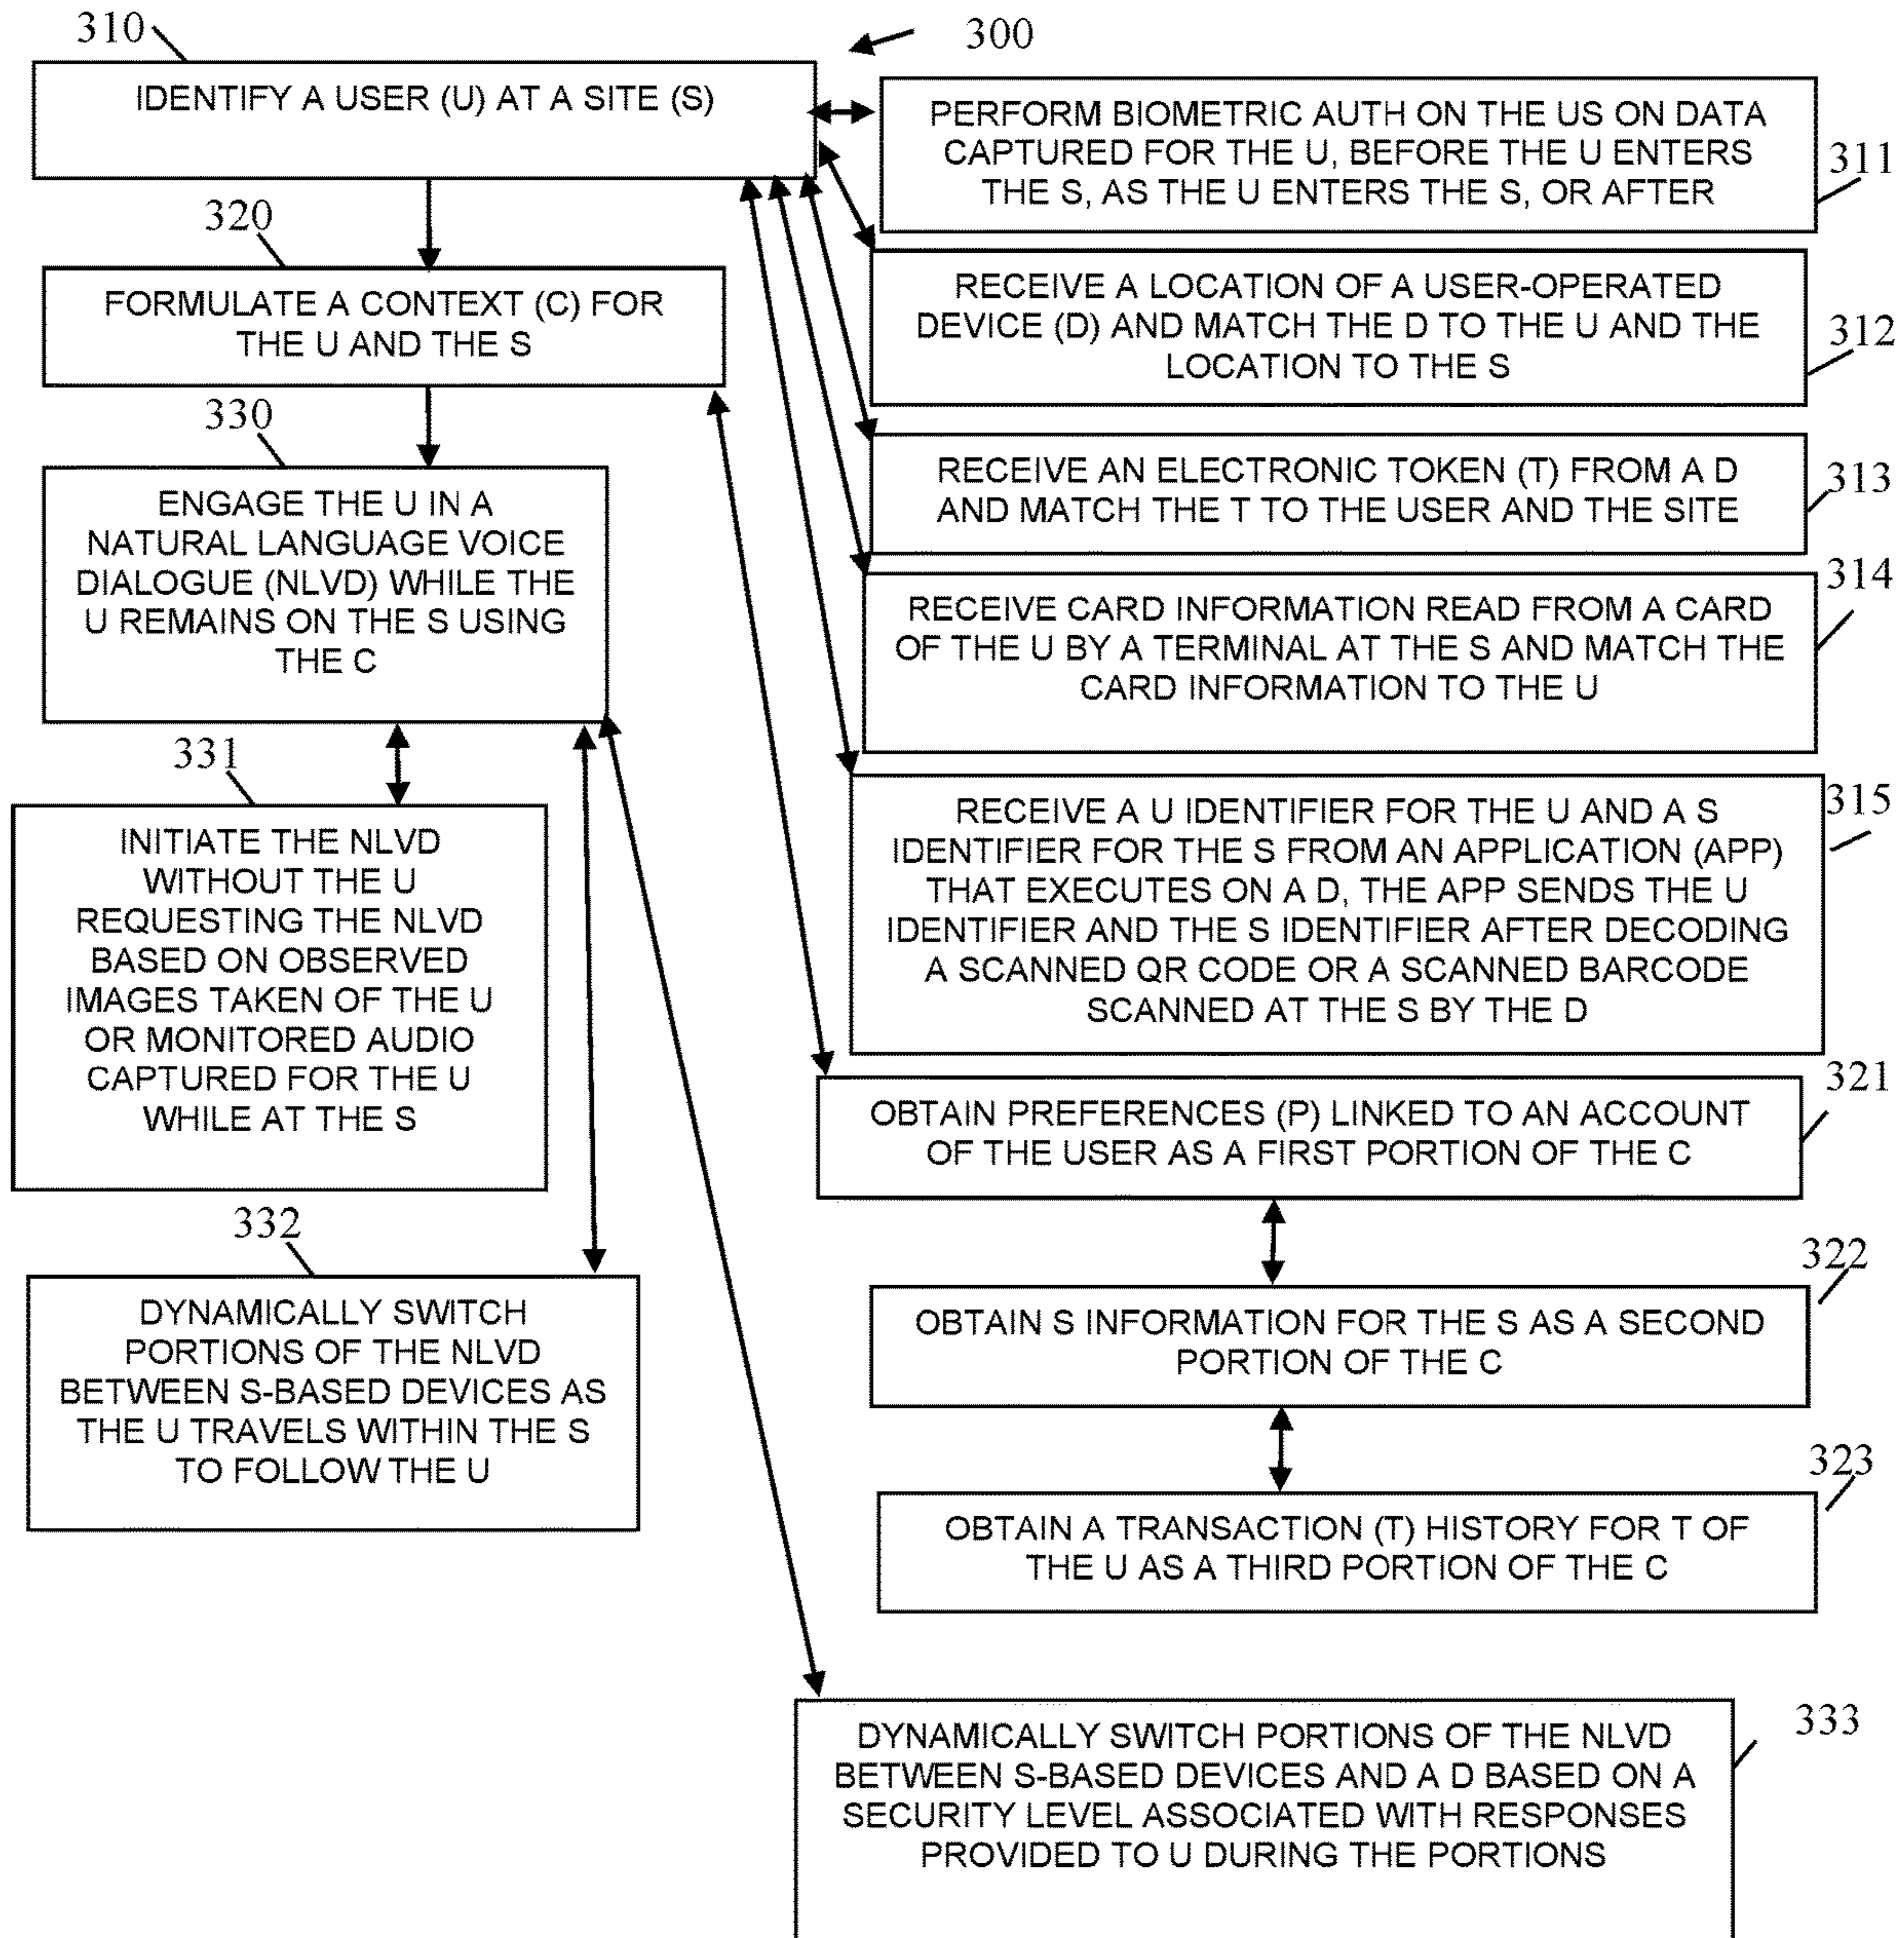 310
300
IDENTIFY A USER (U) AT A SITE (S)
PERFORM BIOMETRIC AUTH ON THE US ON DATA
CAPTURED FOR THE U, BEFORE THE U ENTERS
THE S, AS THE U ENTERS THE S, OR AFTER
311
320
FORMULATE A CONTEXT (C) FOR
THE U AND THE S
RECEIVE A LOCATION OF A USER-OPERATED
DEVICE (D) AND MATCH THE D TO THE U AND THE
LOCATION TO THE S
312
330
ENGAGE THE U IN A
NATURAL LANGUAGE VOICE
DIALOGUE (NLVD) WHILE THE
U REMAINS ON THE S USING
THE C
RECEIVE AN ELECTRONIC TOKEN (T) FROM A D
AND MATCH THE T TO THE USER AND THE SITE
313
314
RECEIVE CARD INFORMATION READ FROM A CARD
OF THE U BY A TERMINAL AT THE S AND MATCH THE
CARD INFORMATION TO THE U
331
INITIATE THE NLVD
WITHOUT THE U
REQUESTING THE NLVD
BASED ON OBSERVED
IMAGES TAKEN OF THE U
OR MONITORED AUDIO
CAPTURED FOR THE U
WHILE AT THE S
315
RECEIVE A U IDENTIFIER FOR THE U AND A S
IDENTIFIER FOR THE S FROM AN APPLICATION (APP)
THAT EXECUTES ON A D, THE APP SENDS THE U
IDENTIFIER AND THE S IDENTIFIER AFTER DECODING
A SCANNED QR CODE OR A SCANNED BARCODE
SCANNED AT THE S BY THE D
321
OBTAIN PREFERENCES (P) LINKED TO AN ACCOUNT
OF THE USER AS A FIRST PORTION OF THE C
332
DYNAMICALLY SWITCH
PORTIONS OF THE NLVD
BETWEEN S-BASED DEVICES AS
THE U TRAVELS WITHIN THE S
TO FOLLOW THE U
322
OBTAIN S INFORMATION FOR THE S AS A SECOND
PORTION OF THE C
323
OBTAIN A TRANSACTION (T) HISTORY FOR T OF
THE U AS A THIRD PORTION OF THE C
333
DYNAMICALLY SWITCH PORTIONS OF THE NLVD
BETWEEN S-BASED DEVICES AND A D BASED ON A
SECURITY LEVEL ASSOCIATED WITH RESPONSES
PROVIDED TO U DURING THE PORTIONS